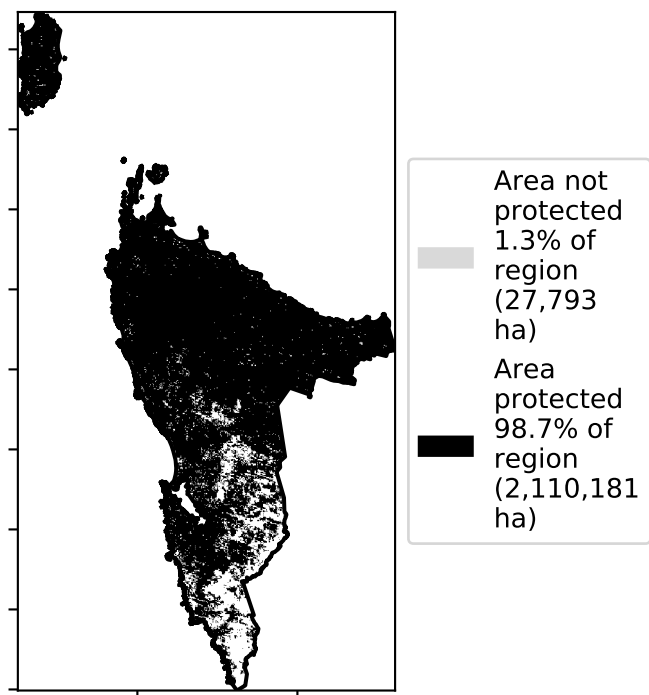 Area not
protected
1.3% of
region
(27,793
ha)
Area
protected
98.7% of
region
(2,110,181
ha)